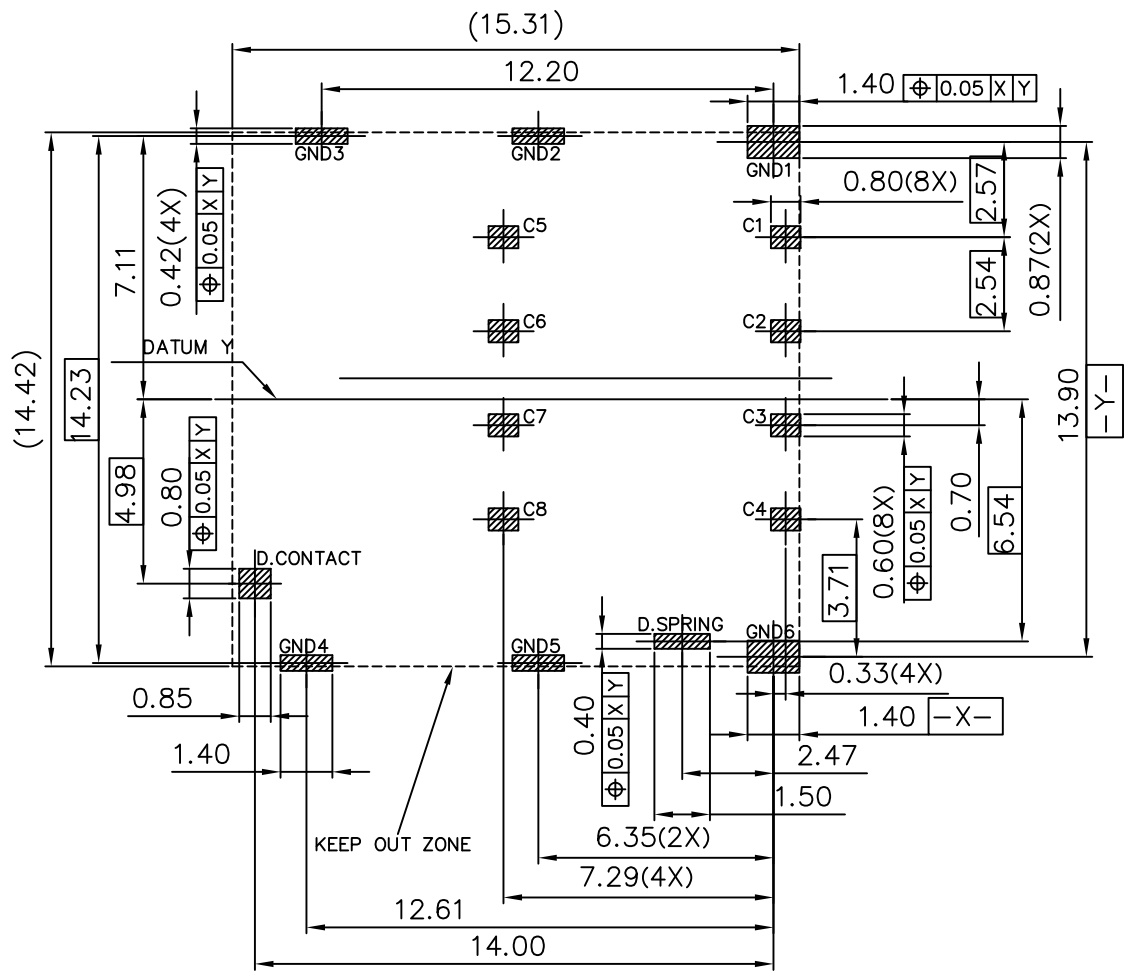 (15.31)
12.20
1.40 ⌖ 0.05 X Y
GND3
GND2
GND1
0.80(8X)
2.57
C5
C1
0.42(4X)
⌖ 0.05 X Y
7.11
0.87(2X)
2.54
C6
C2
DATUM Y
(14.42)
14.23
13.90
-Y-
C7
C3
4.98
0.80
⌖ 0.05 X Y
0.60(8X)
⌖ 0.05 X Y
0.70
6.54
C8
C4
3.71
D.CONTACT
D.SPRING
GND6
GND4
GND5
0.33(4X)
0.85
0.40
⌖ 0.05 X Y
1.40 -X-
1.40
2.47
1.50
KEEP OUT ZONE
6.35(2X)
7.29(4X)
12.61
14.00